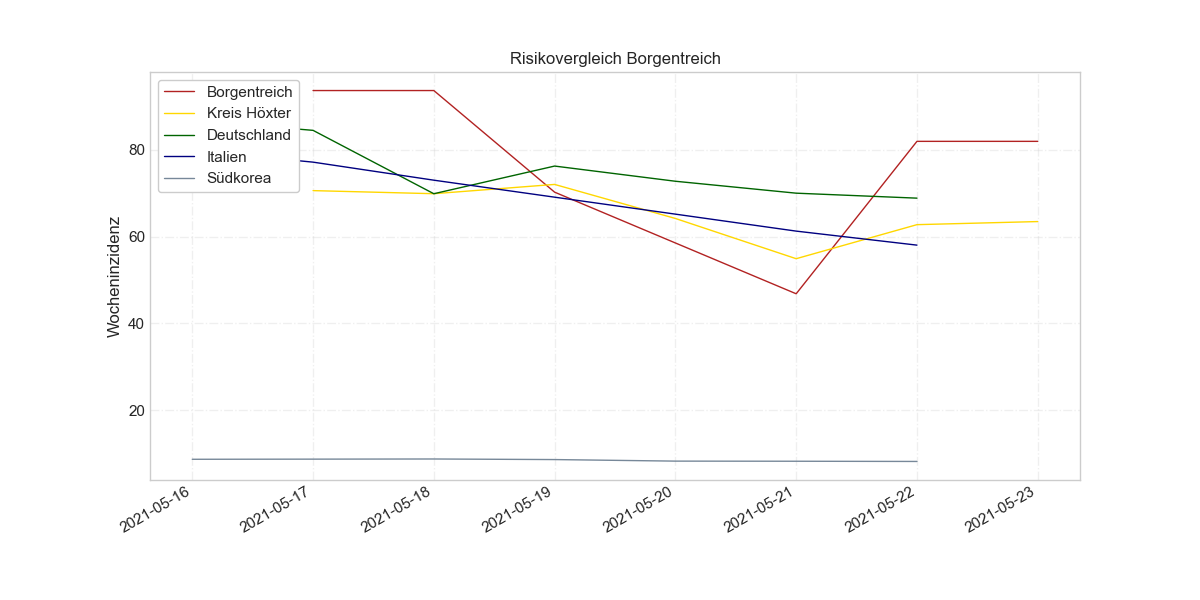 Risikovergleich Borgentreich
Borgentreich
Kreis Höxter
Deutschland
Italien
Südkorea
Wocheninzidenz
80
60
40
20
2021-05-16
2021-05-17
2021-05-18
2021-05-19
2021-05-20
2021-05-21
2021-05-22
2021-05-23